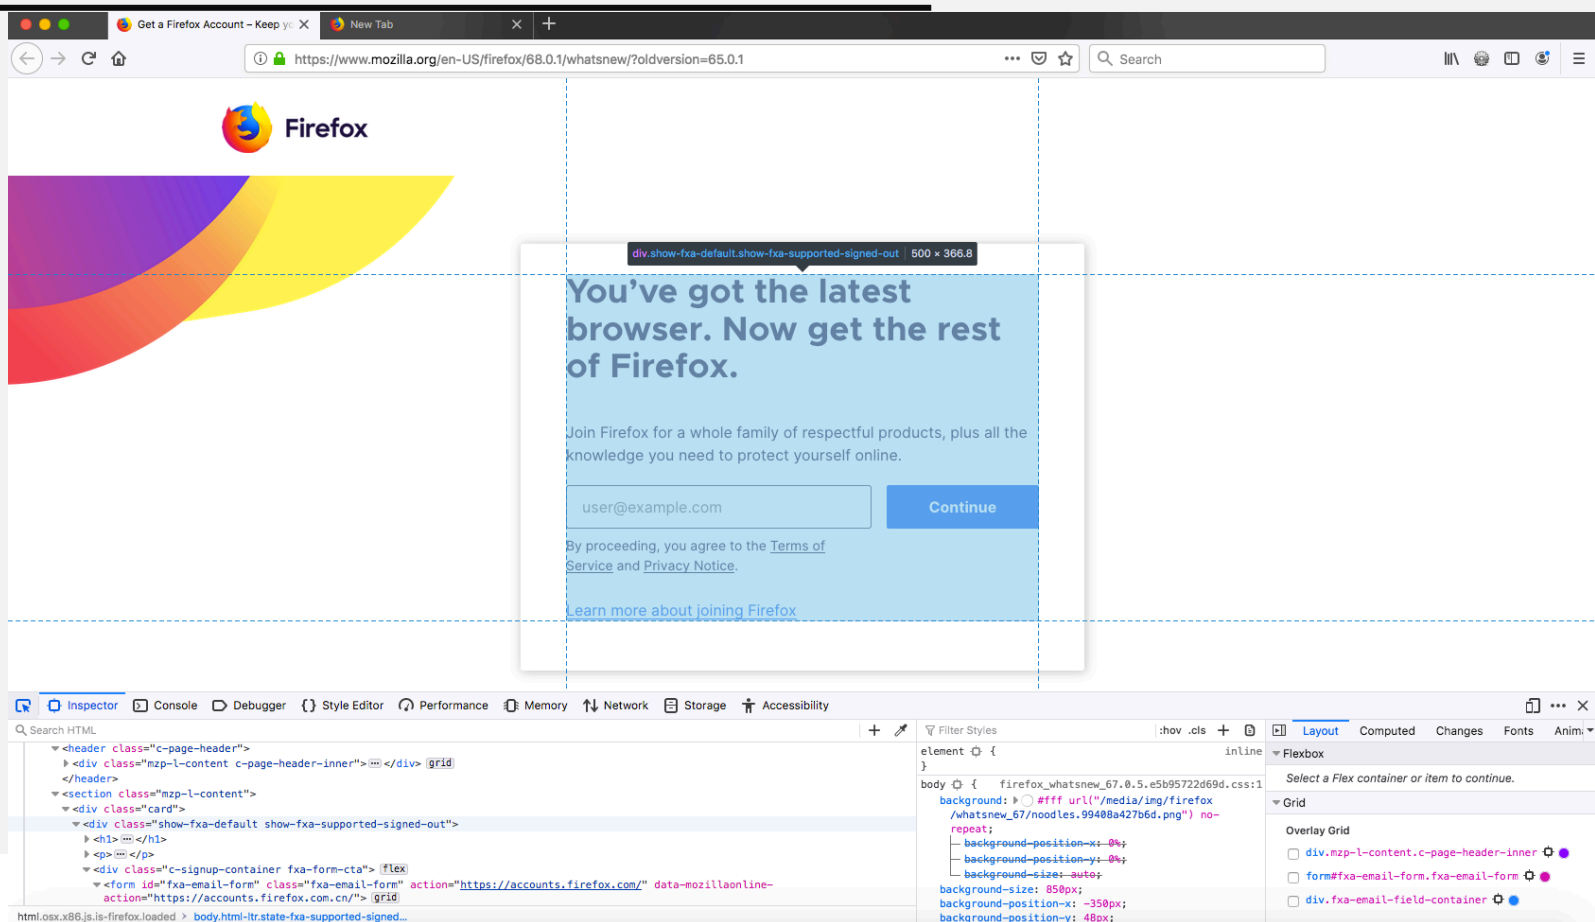 Get a Firefox Account – Keep yo
New Tab
https://www.mozilla.org/en-US/firefox/68.0.1/whatsnew/?oldversion=65.0.1
Search
Firefox
div.show-fxa-default.show-fxa-supported-signed-out | 500 × 366.8
You’ve got the latest
browser. Now get the rest
of Firefox.
Join Firefox for a whole family of respectful products, plus all the
knowledge you need to protect yourself online.
user@example.com
Continue
By proceeding, you agree to the Terms of
Service and Privacy Notice.
Learn more about joining Firefox
Inspector Console Debugger Style Editor Performance Memory Network Storage Accessibility
Search HTML
<header class="c-page-header">
<div class="mzp-l-content c-page-header-inner">⋯</div> grid
</header>
<section class="mzp-l-content">
<div class="card">
<div class="show-fxa-default show-fxa-supported-signed-out">
<h1>⋯</h1>
<p>⋯</p>
<div class="c-signup-container fxa-form-cta"> flex
<form id="fxa-email-form" class="fxa-email-form" action="https://accounts.firefox.com/" data-mozillaonline-
action="https://accounts.firefox.com.cn/"> grid
html.osx.x86.js.is-firefox.loaded > body.html-ltr.state-fxa-supported-signed...
Filter Styles :hov .cls +
element { inline
}
body { firefox_whatsnew_67.0.5.e5b95722d69d.css:1
background: #fff url("/media/img/firefox
/whatsnew_67/noodles.99408a427b6d.png") no-
repeat;
background-position-x: 0%;
background-position-y: 0%;
background-size: auto;
background-size: 850px;
background-position-x: -350px;
background-position-y: 48px;
Layout Computed Changes Fonts Anim
Flexbox
Select a Flex container or item to continue.
Grid
Overlay Grid
div.mzp-l-content.c-page-header-inner
form#fxa-email-form.fxa-email-form
div.fxa-email-field-container